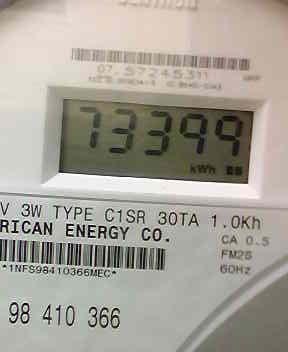 07.57245311
73399
kWh
V 3W TYPE C1SR 30TA 1.0Kh
RICAN ENERGY CO.
CA 0.5
FM2S
60Hz
*1NFS98410366MEC*
98 410 366